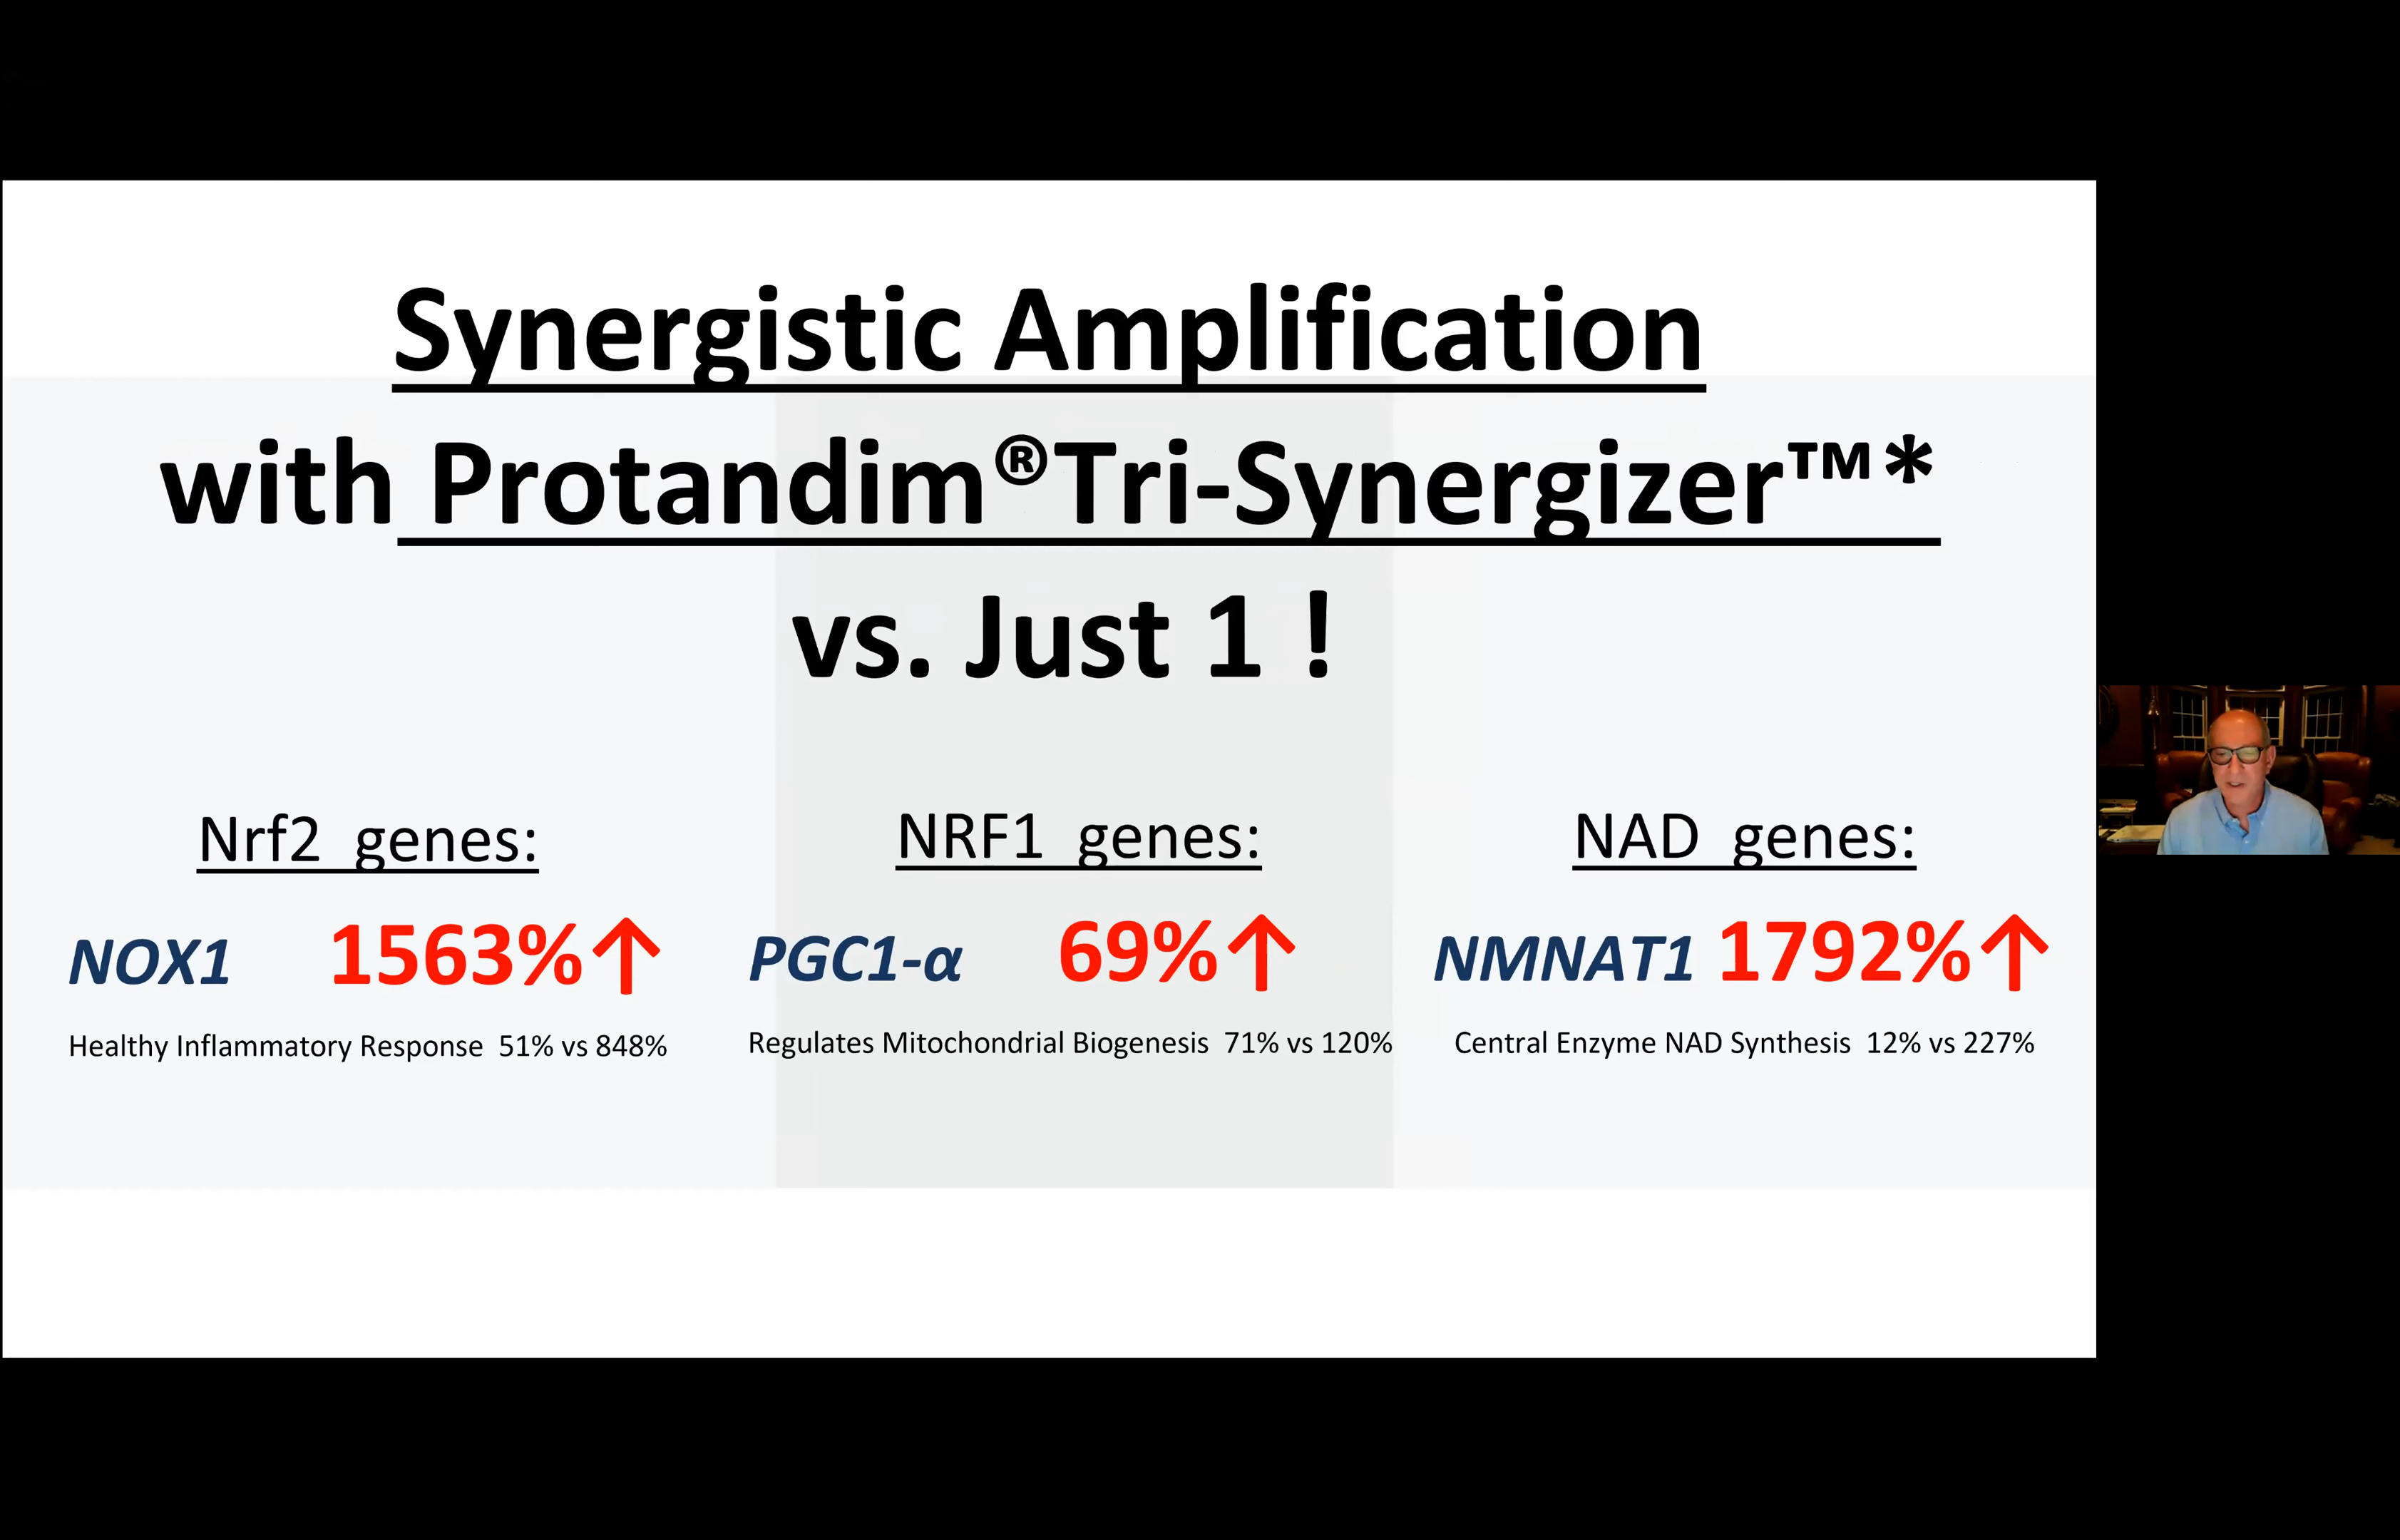 Synergistic Amplification
with Protandim®Tri-Synergizer™*
vs. Just 1 !
Nrf2 genes:
NOX1 1563%↑
Healthy Inflammatory Response 51% vs 848%
NRF1 genes:
PGC1-α 69%↑
Regulates Mitochondrial Biogenesis 71% vs 120%
NAD genes:
NMNAT1 1792%↑
Central Enzyme NAD Synthesis 12% vs 227%